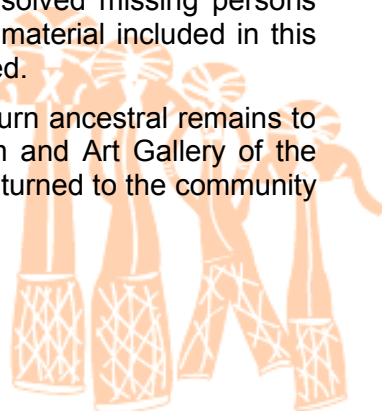 solved missing persons
material included in this
ed.
urn ancestral remains to
and Art Gallery of the
turned to the community